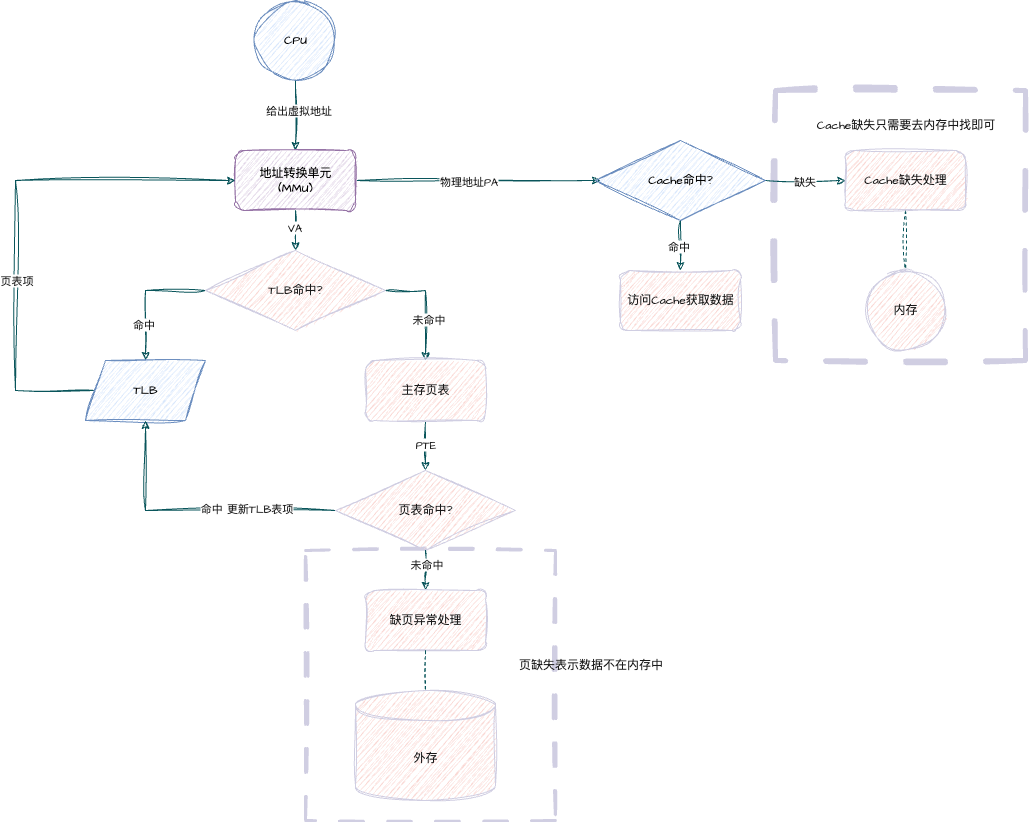 CPU
给出虚拟地址
Cache缺失只需要去内存中找即可
地址转换单元
(MMU)
物理地址PA
Cache命中?
缺失
Cache缺失处理
VA
命中
页表项
TLB命中?
访问Cache获取数据
内存
命中
未命中
TLB
主存页表
PTE
命中 更新TLB表项
页表命中?
未命中
缺页异常处理
页缺失表示数据不在内存中
外存